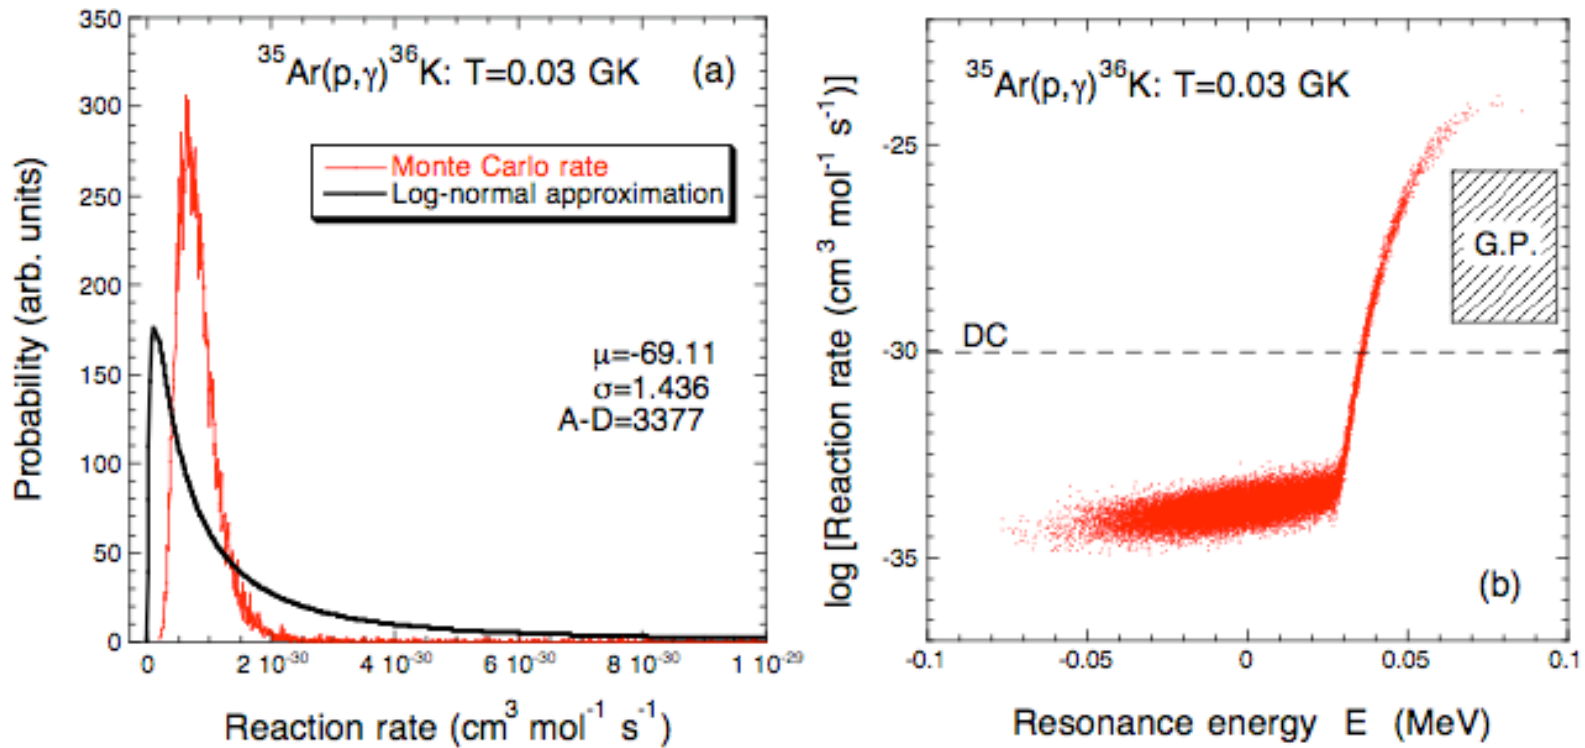 350
300
250
200
150
100
50
0
Probability (arb. units)
³⁵Ar(p,γ)³⁶K: T=0.03 GK
(a)
Monte Carlo rate
Log-normal approximation
μ=-69.11
σ=1.436
A-D=3377
0 2 10⁻³⁰ 4 10⁻³⁰ 6 10⁻³⁰ 8 10⁻³⁰ 1 10⁻²⁹
Reaction rate (cm³ mol⁻¹ s⁻¹)
log [Reaction rate (cm³ mol⁻¹ s⁻¹)]
-25
-30
-35
³⁵Ar(p,γ)³⁶K: T=0.03 GK
G.P.
DC
(b)
-0.1 -0.05 0 0.05 0.1
Resonance energy E (MeV)